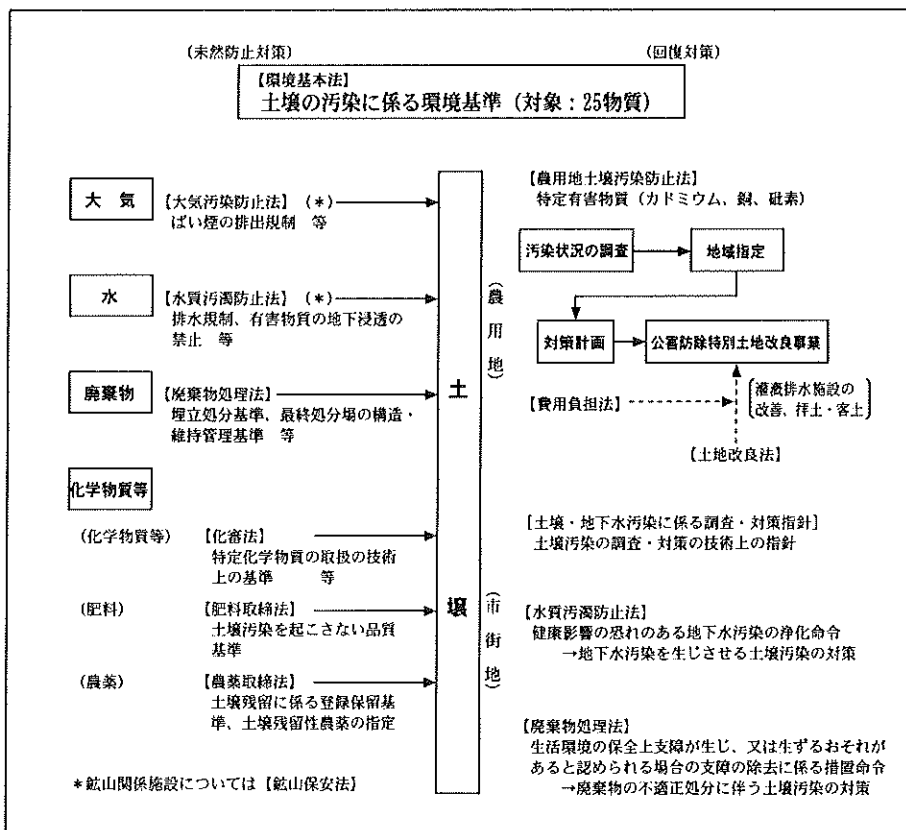 (未然防止対策)
(回復対策)
【環境基本法】
土壌の汚染に係る環境基準(対象:25物質)
大気
【大気汚染防止法】(*)
ばい煙の排出規制 等
水
【水質汚濁防止法】(*)
排水規制、有害物質の地下浸透の
禁止 等
廃棄物
【廃棄物処理法】
埋立処分基準、最終処分場の構造・
維持管理基準 等
化学物質等
(化学物質等)
【化審法】
特定化学物質の取扱の技術
上の基準 等
(肥料)
【肥料取締法】
土壌汚染を起こさない品質
基準
(農薬)
【農薬取締法】
土壌残留に係る登録保留基
準、土壌残留性農薬の指定
*鉱山関係施設については【鉱山保安法】
土壌
(農用地)
(市街地)
【農用地土壌汚染防止法】
特定有害物質(カドミウム、銅、砒素)
汚染状況の調査
地域指定
対策計画
公害防除特別土地改良事業
【費用負担法】
灌漑排水施設の
改善、排土・客土
【土地改良法】
[土壌・地下水汚染に係る調査・対策指針]
土壌汚染の調査・対策の技術上の指針
【水質汚濁防止法】
健康影響の恐れのある地下水汚染の浄化命令
→地下水汚染を生じさせる土壌汚染の対策
【廃棄物処理法】
生活環境の保全上支障が生じ、又は生ずるおそれが
あると認められる場合の支障の除去に係る措置命令
→廃棄物の不適正処分に伴う土壌汚染の対策